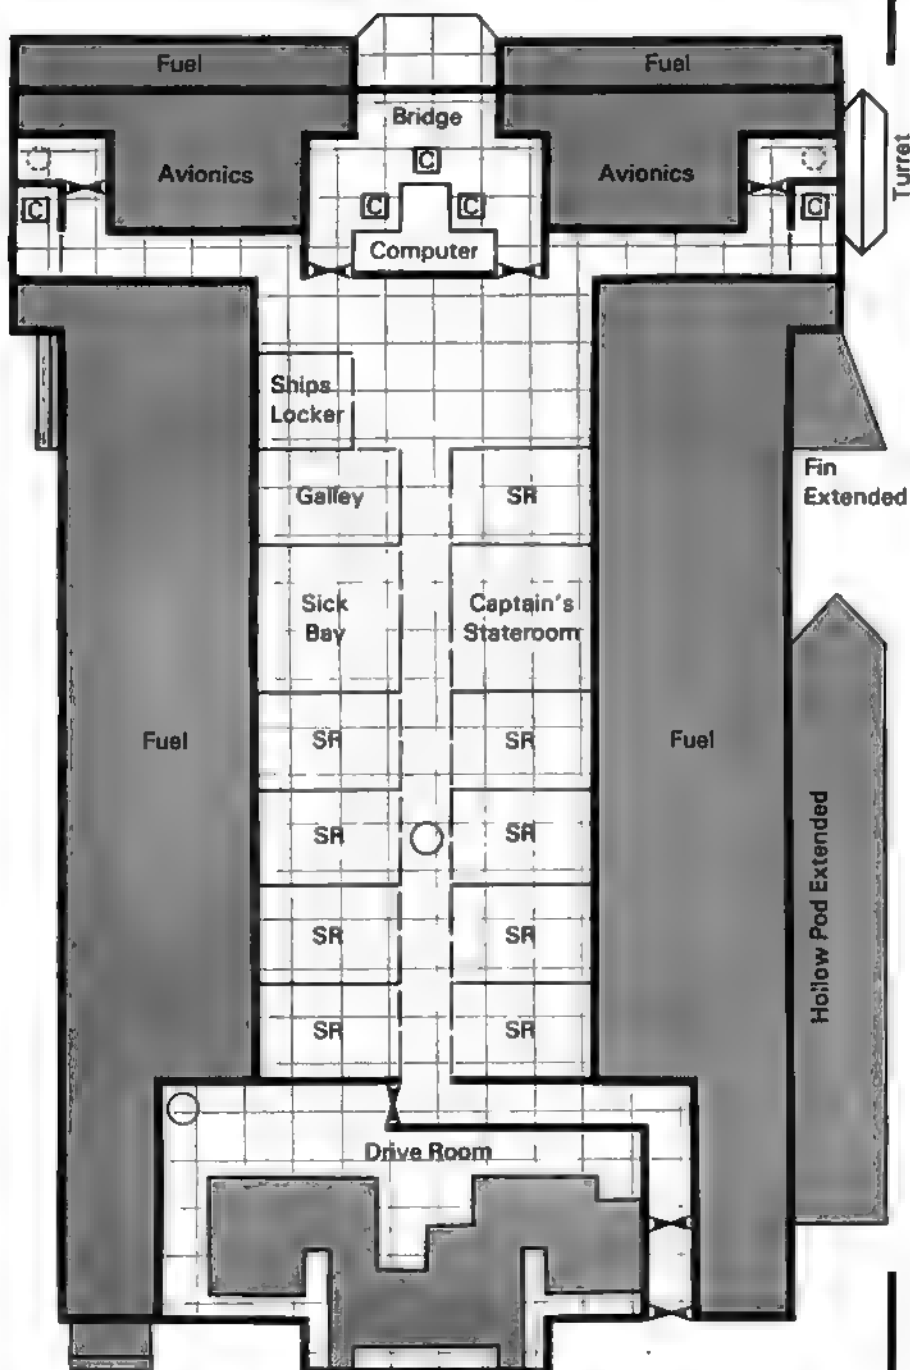 Fuel
Fuel
Bridge
Turret
Avionics
C
Avionics
C
C
C
C
Computer
Ships
Locker
Galley
SR
Fin
Extended
Sick
Bay
Captain's
Stateroom
Fuel
SR
SR
Fuel
SR
SR
Hollow Pod Extended
SR
SR
SR
SR
Drive Room